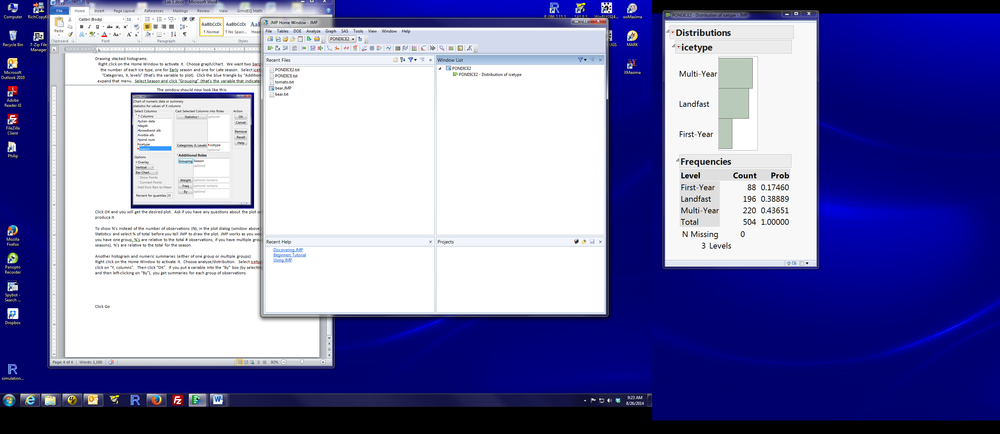 Computer
RichCopy6
Recycle Bin
7-Zip File
Manager
Microsoft
Outlook 2010
Adobe
Reader XI
FileZilla
Client
Philip
Mozilla
Firefox
Panopto
Recorder
Spybot -
Search ...
Dropbox
simulation...
Lab 1.docx - Microsoft Word
File Home Insert Page Layout References Mailings Review View GrindEQ Math
Paste
Calibri (Body) 11
AaBbCcDc AaBbCcDc
¶ Normal ¶ No Spaci... Head
Clipboard Font Paragraph Styles
Drawing stacked histograms:
Right click on the Home Window to activate it. Choose graph/chart. We want two
the number of each ice type, one for Early season and one for Late season. Select
"Categories, X, levels" (that's the variable to plot). Click the blue triangle by
expand that menu. Select Season and click "Grouping" (that's the variable that
The window should now look like this:
Chart - JMP
Chart of numeric data or summary
statistics for values of X columns
Select Columns Cast Selected Columns into Roles Action
7 Columns
julian-date
depth
broadband-alb
visible-alb
pond-num
icetype
Season
Statistics optional
OK
Cancel
Remove
Recall
Help
Categories, X, Levels icetype
optional
Options
Overlay
Vertical
Bar Chart
Show Points
Connect Points
Add Error Bars to Mean
Percent for quantiles 25
Additional Roles
Grouping Season
optional
Weight optional numeric
Freq optional numeric
By optional
Click OK and you will get the desired plot. Ask if you have any questions about the plot
produce it.
To show %'s instead of the number of observations (N), in the plot dialog (window above)
Statistics and select % of total before you tell JMP to draw the plot. JMP works as you
you have one group, %'s are relative to the total # observations; if you have multiple
seasons), %'s are relative to the total for the season.
Another histogram and numeric summaries (either of one group or multiple groups):
Right click on the Home Window to activate it. Choose analyze/distribution. Select
click on "Y, columns". Then click "OK". If you put a variable into the "By" box (by
and then left-clicking on "By"), you get summaries for each group of observations.
Click Go
Page: 4 of 4 Words: 1,100 92%
JMP Home Window - JMP
File Tables DOE Analyze Graph SAS Tools View Window Help
PONDICE2
Recent Files
PONDICE2.txt
PONDICE.txt
tomato.txt
bear.JMP
bear.txt
Window List
PONDICE2
PONDICE2 - Distribution of icetype
Recent Help
Discovering JMP
Beginners Tutorial
Using JMP
Projects
R i386 2.15.3
SAS 9.3
WinBUGS14...
wxMaxima
MARK
XMaxima
9:23 AM
8/26/2014
PONDICE2 - Distribution of icetype - JMP
Distributions
icetype
Multi-Year
Landfast
First-Year
Frequencies
Level Count Prob
First-Year 88 0.17460
Landfast 196 0.38889
Multi-Year 220 0.43651
Total 504 1.00000
N Missing 0
3 Levels